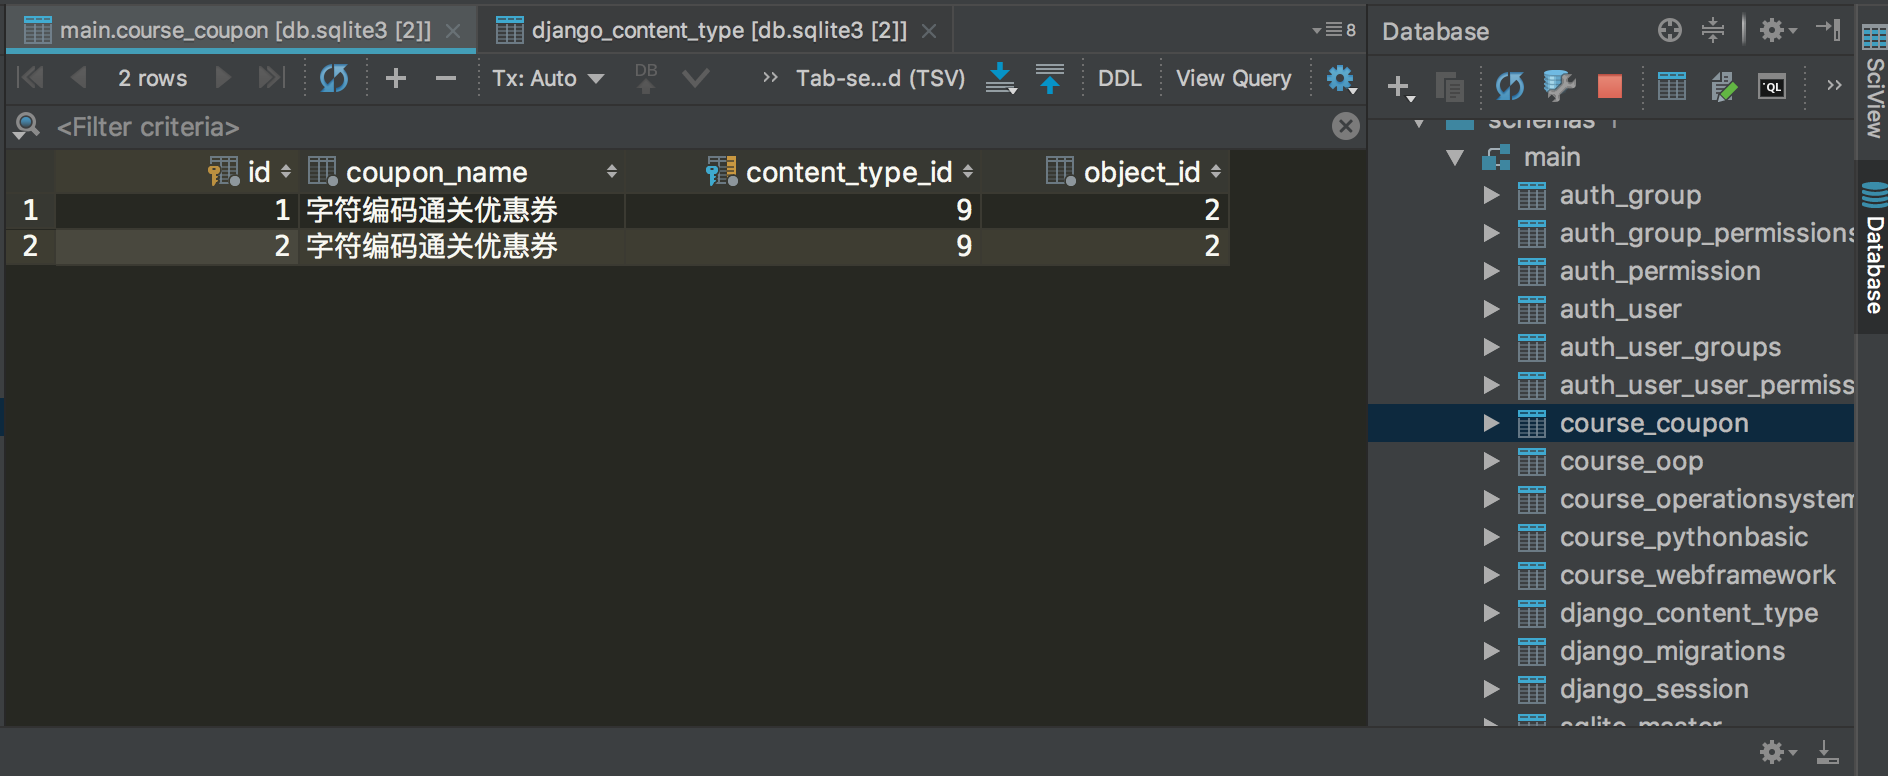 main.course_coupon [db.sqlite3 [2]]
django_content_type [db.sqlite3 [2]]
8
Database
2 rows
Tx: Auto
DB
Tab-se...d (TSV)
DDL
View Query
<Filter criteria>
id
coupon_name
content_type_id
object_id
1 1 字符编码通关优惠券 9 2
2 2 字符编码通关优惠券 9 2
QL
schemas 1
main
auth_group
auth_group_permissions
auth_permission
auth_user
auth_user_groups
auth_user_user_permiss
course_coupon
course_oop
course_operationsystem
course_pythonbasic
course_webframework
django_content_type
django_migrations
django_session
sqlite_master
SciView
Database